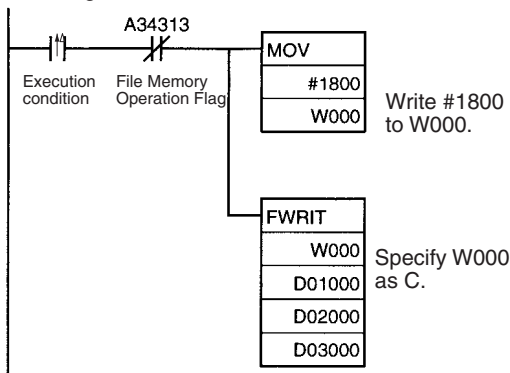 A34313
Execution
condition
File Memory
Operation Flag
MOV
#1800
W000
Write #1800
to W000.
FWRIT
W000
D01000
D02000
D03000
Specify W000
as C.